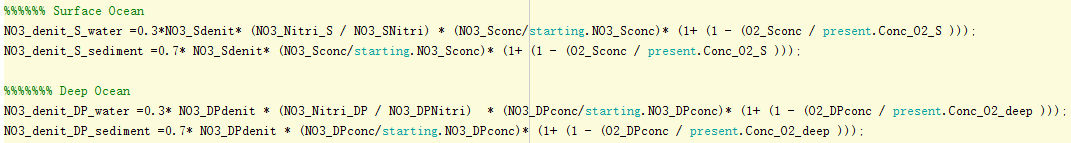 %%%%%% Surface Ocean
NO3_denit_S_water =0.3*NO3_Sdenit* (NO3_Nitri_S / NO3_SNitri) * (NO3_Sconc/starting.NO3_Sconc)* (1+ (1 - (O2_Sconc / present.Conc_O2_S )));
NO3_denit_S_sediment =0.7* NO3_Sdenit* (NO3_Sconc/starting.NO3_Sconc)* (1+ (1 - (O2_Sconc / present.Conc_O2_S )));
%%%%%%% Deep Ocean
NO3_denit_DP_water =0.3* NO3_DPdenit * (NO3_Nitri_DP / NO3_DPNitri)  * (NO3_DPconc/starting.NO3_DPconc)* (1+ (1 - (O2_DPconc / present.Conc_O2_deep )));
NO3_denit_DP_sediment =0.7* NO3_DPdenit * (NO3_DPconc/starting.NO3_DPconc)* (1+ (1 - (O2_DPconc / present.Conc_O2_deep )));